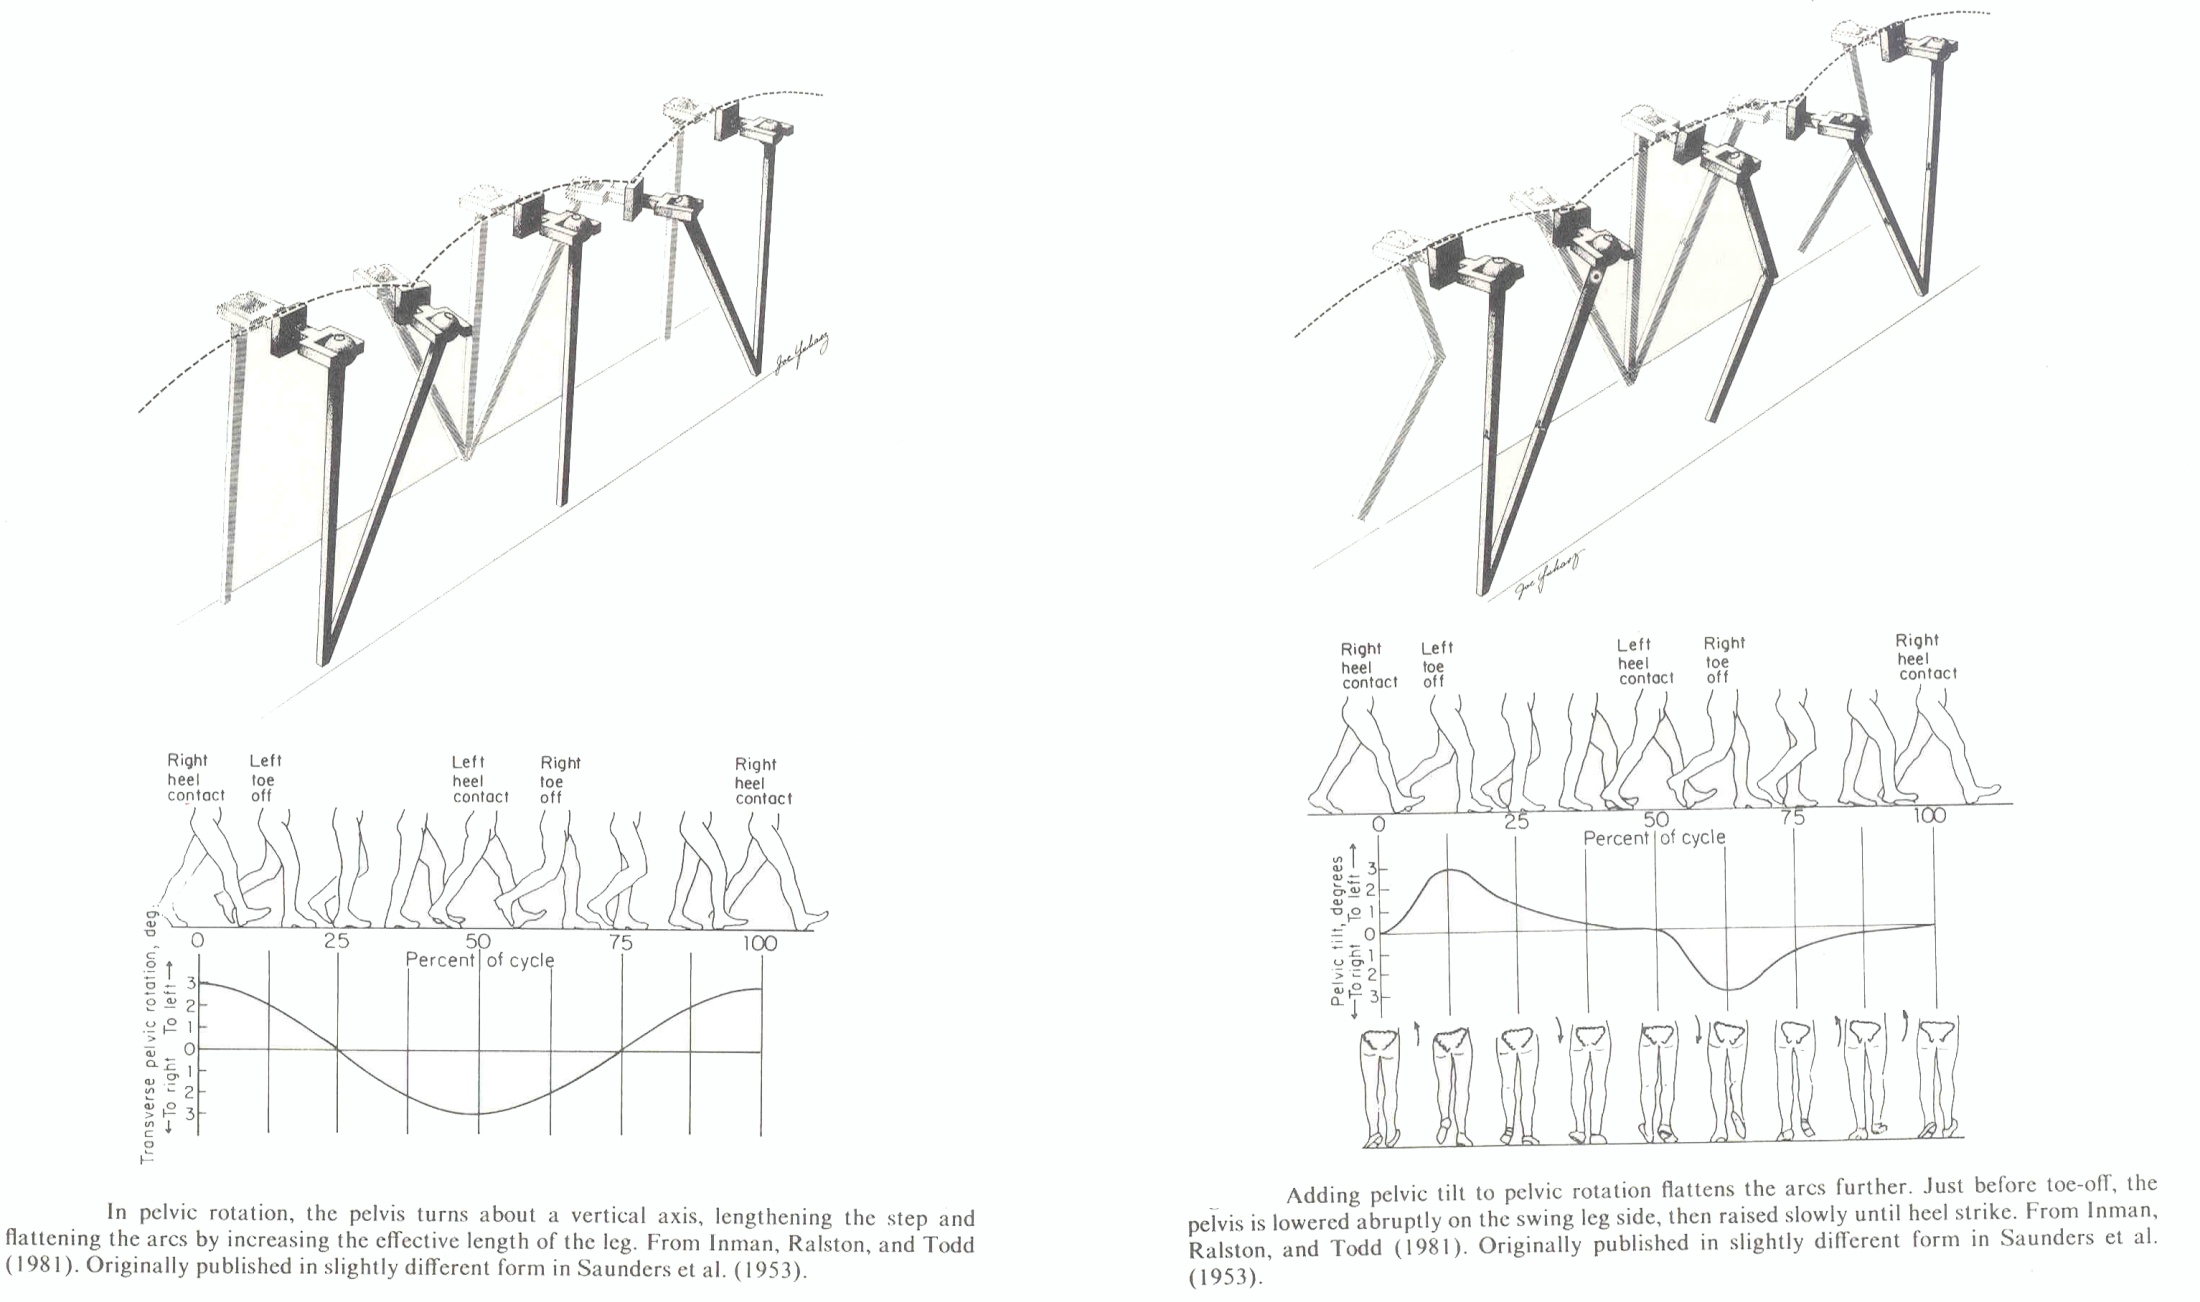 Joe Yuhasz
Right
heel
contact
Left
toe
off
Left
heel
contact
Right
toe
off
Right
heel
contact
0 25 50 75 100
Percent of cycle
Transverse pelvic rotation, deg.
←To right To left→
3
2
1
0
1
2
3
In pelvic rotation, the pelvis turns about a vertical axis, lengthening the step and
flattening the arcs by increasing the effective length of the leg. From Inman, Ralston, and Todd
(1981). Originally published in slightly different form in Saunders et al. (1953).
Joe Yuhasz
Right
heel
contact
Left
toe
off
Left
heel
contact
Right
toe
off
Right
heel
contact
0 25 50 75 100
Percent of cycle
Pelvic tilt, degrees
←To right To left→
3
2
1
0
1
2
3
Adding pelvic tilt to pelvic rotation flattens the arcs further. Just before toe-off, the
pelvis is lowered abruptly on the swing leg side, then raised slowly until heel strike. From Inman,
Ralston, and Todd (1981). Originally published in slightly different form in Saunders et al.
(1953).